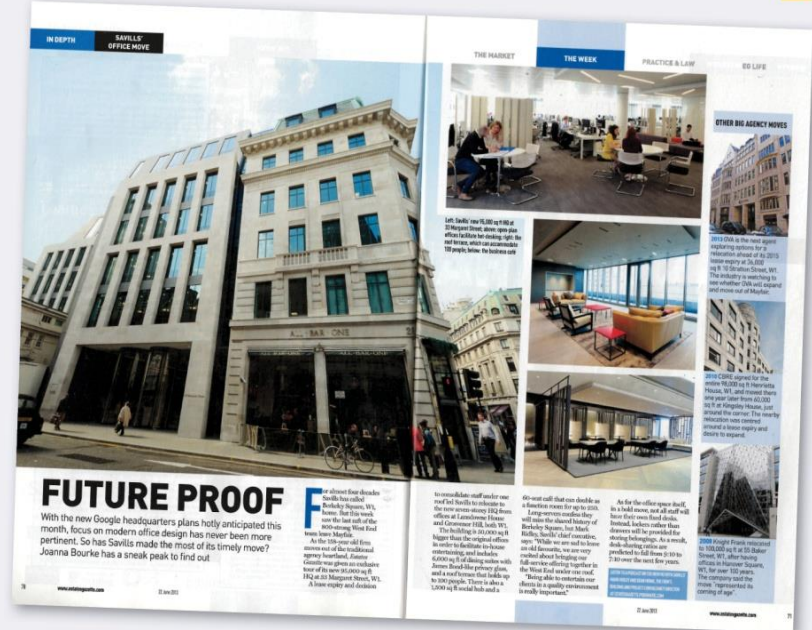 IN DEPTH
SAVILLS'
OFFICE MOVE
THE MARKET
THE WEEK
PRACTICE & LAW
EG LIFE
ALL·BAR·ONE
Left: Savills' new 95,000 sq ft HQ at
33 Margaret Street; above: open-plan
offices facilitate hot-desking; right: the
roof terrace, which can accommodate
100 people; below: the business café
FUTURE PROOF
With the new Google headquarters plans hotly anticipated this
month, focus on modern office design has never been more
pertinent. So has Savills made the most of its timely move?
Joanna Bourke has a sneak peak to find out
For almost four decades
Savills has called
Berkeley Square, W1,
home. But this week
saw the last raft of the
800-strong West End
team leave Mayfair.
As the 158-year old firm
moves out of the traditional
agency heartland, Estates
Gazette was given an exclusive
tour of its new 95,000 sq ft
HQ at 33 Margaret Street, W1.
A lease expiry and decision
to consolidate staff under one
roof led Savills to relocate to
the new seven-storey HQ from
offices at Lansdowne House
and Grosvenor Hill, both W1.
The building is 30,000 sq ft
bigger than the original offices
in order to facilitate in-house
entertaining, and includes
6,000 sq ft of dining suites with
James Bond-like privacy glass,
and a roof terrace that holds up
to 100 people. There is also a
1,500 sq ft social hub and a
60-seat café that can double as
a function room for up to 250.
Long-servers confess they
will miss the shared history of
Berkeley Square, but Mark
Ridley, Savills' chief executive,
says: "While we are sad to leave
an old favourite, we are very
excited about bringing our
full-service offering together in
the West End under one roof.
"Being able to entertain our
clients in a quality environment
is really important."
As for the office space itself,
in a bold move, not all staff will
have their own fixed desks.
Instead, lockers rather than
drawers will be provided for
storing belongings. As a result,
desk-sharing ratios are
predicted to fall from 9:10 to
7:10 over the next few years.
OTHER BIG AGENCY MOVES
2013 GVA is the next agent
exploring options for a
relocation ahead of its 2015
lease expiry at 36,000
sq ft 10 Stratton Street, W1.
The industry is watching to
see whether GVA will expand
and move out of Mayfair.
2010 CBRE signed for the
entire 98,000 sq ft Henrietta
House, W1, and moved there
one year later from 60,000
sq ft at Kingsley House, just
around the corner. The nearby
relocation was centred
around a lease expiry and
desire to expand.
2008 Knight Frank relocated
to 100,000 sq ft at 55 Baker
Street, W1, after having
offices in Hanover Square,
W1, for over 100 years.
The company said the
move "represented its
coming of age".
70
www.estatesgazette.com
22 June 2013
22 June 2013
www.estatesgazette.com
71